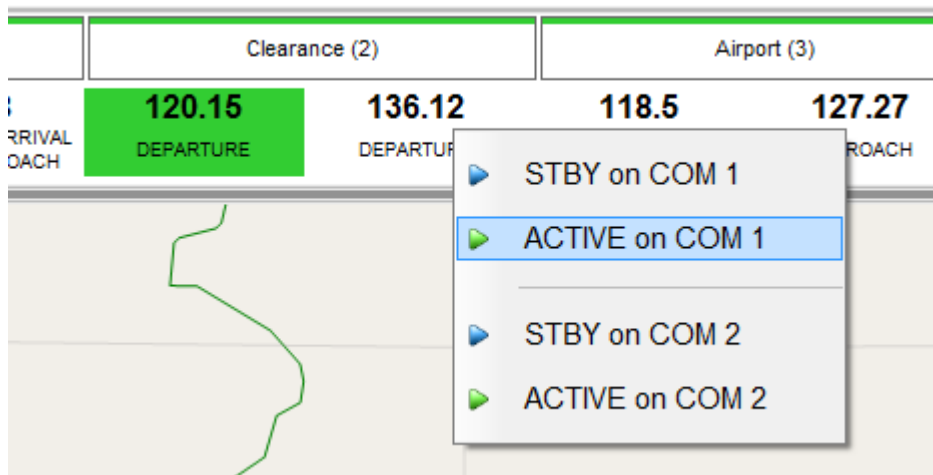 Clearance (2)
Airport (3)
120.15
136.12
118.5
127.27
DEPARTURE
STBY on COM 1
ACTIVE on COM 1
STBY on COM 2
ACTIVE on COM 2